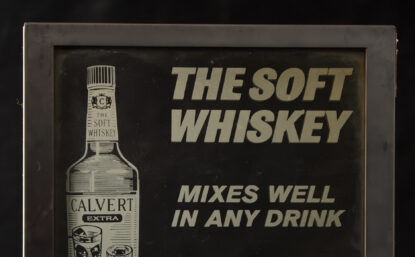 THE SOFT
WHISKEY
MIXES WELL
IN ANY DRINK
C
THE
SOFT
WHISKEY
CALVERT
EXTRA